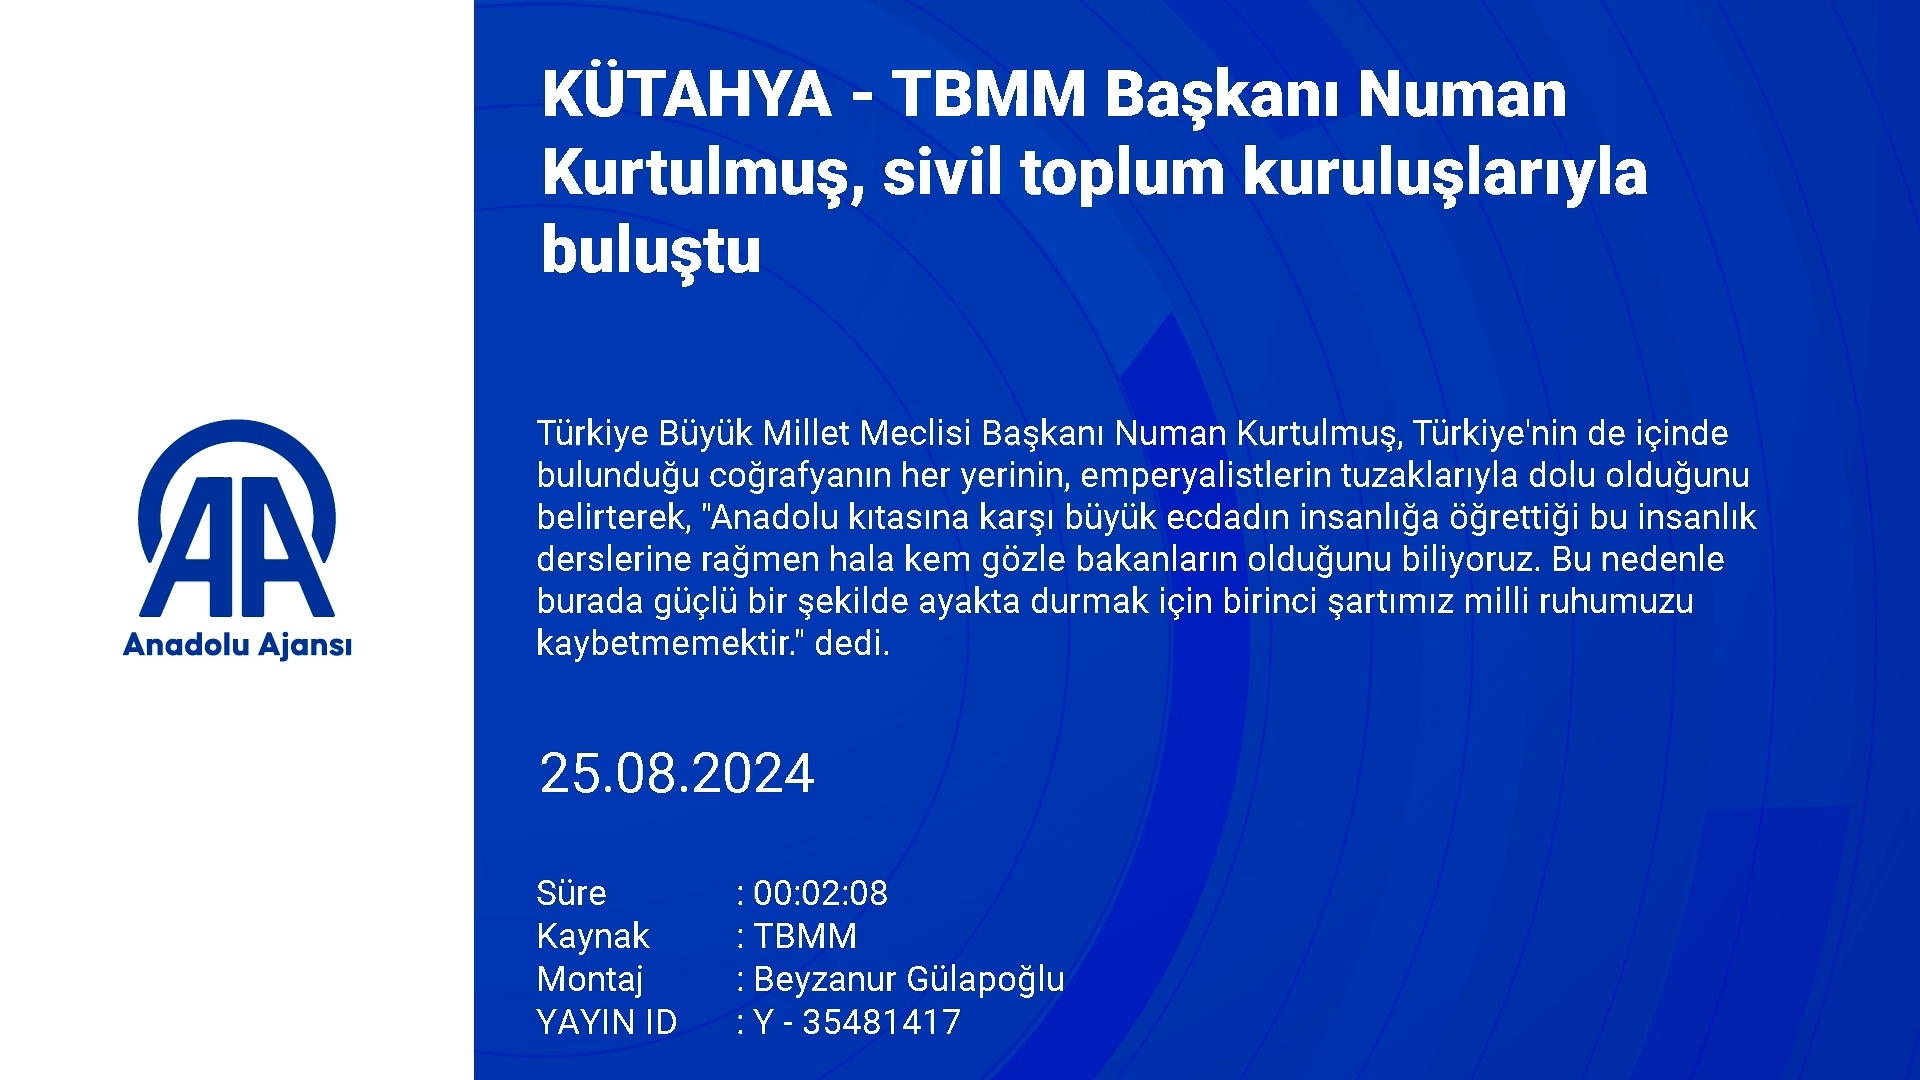 KÜTAHYA - TBMM Başkanı Numan
Kurtulmuş, sivil toplum kuruluşlarıyla
buluştu
Türkiye Büyük Millet Meclisi Başkanı Numan Kurtulmuş, Türkiye'nin de içinde
bulunduğu coğrafyanın her yerinin, emperyalistlerin tuzaklarıyla dolu olduğunu
belirterek, "Anadolu kıtasına karşı büyük ecdadın insanlığa öğrettiği bu insanlık
derslerine rağmen hala kem gözle bakanların olduğunu biliyoruz. Bu nedenle
burada güçlü bir şekilde ayakta durmak için birinci şartımız milli ruhumuzu
kaybetmemektir." dedi.
AA
Anadolu Ajansı
25.08.2024
Süre : 00:02:08
Kaynak : TBMM
Montaj : Beyzanur Gülapoğlu
YAYIN ID : Y - 35481417